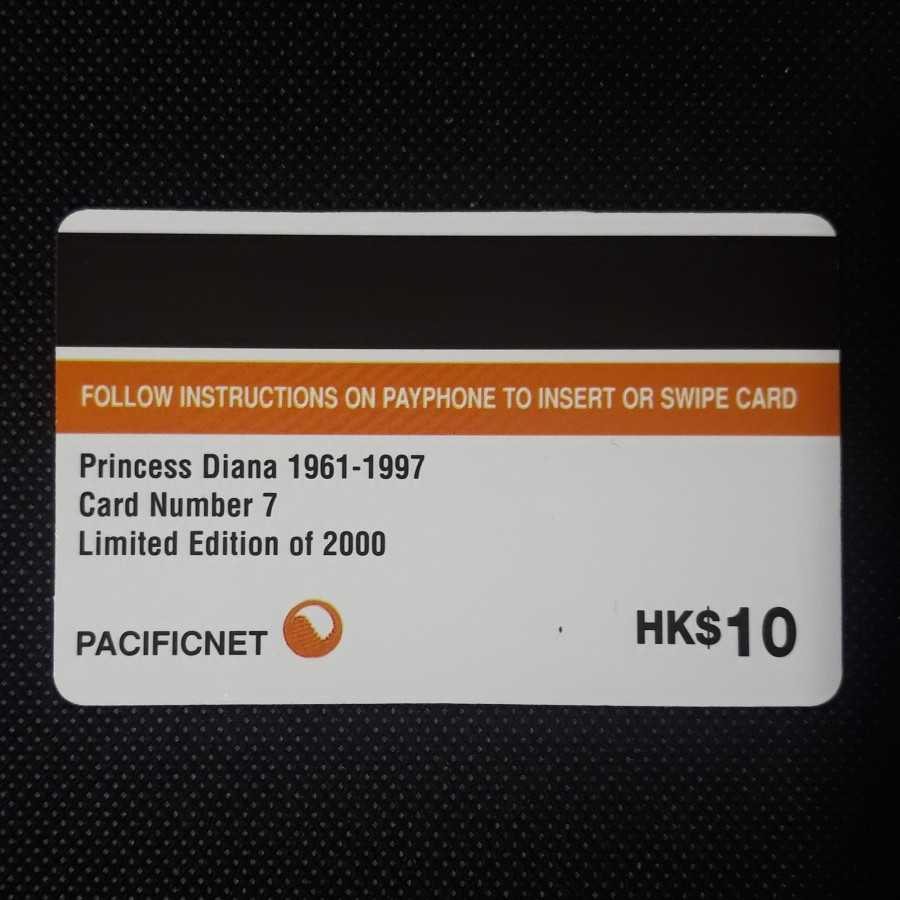 FOLLOW INSTRUCTIONS ON PAYPHONE TO INSERT OR SWIPE CARD
Princess Diana 1961-1997
Card Number 7
Limited Edition of 2000
PACIFICNET
HK$10